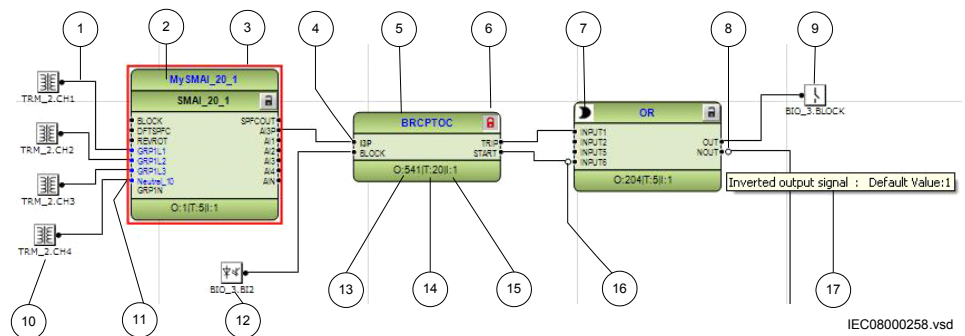 1
2
3
4
5
6
7
8
9
TRM_2.CH1
TRM_2.CH2
TRM_2.CH3
TRM_2.CH4
MySMAI_20_1
SMAI_20_1
BLOCK
DFTSPFC
REVROT
GRP1L1
GRP1L2
GRP1L3
Neutral_10
GRP1N
SPFCOUT
AI3P
AI1
AI2
AI3
AI4
AIN
O:1|T:5|I:1
BRCPTOC
I3P
BLOCK
TRIP
START
O:541|T:20|I:1
OR
INPUT1
INPUT2
INPUT5
INPUT6
OUT
NOUT
O:204|T:5|I:1
BIO_3.BLOCK
Inverted output signal : Default Value:1
BIO_3.BI2
10
11
12
13
14
15
16
17
IEC08000258.vsd